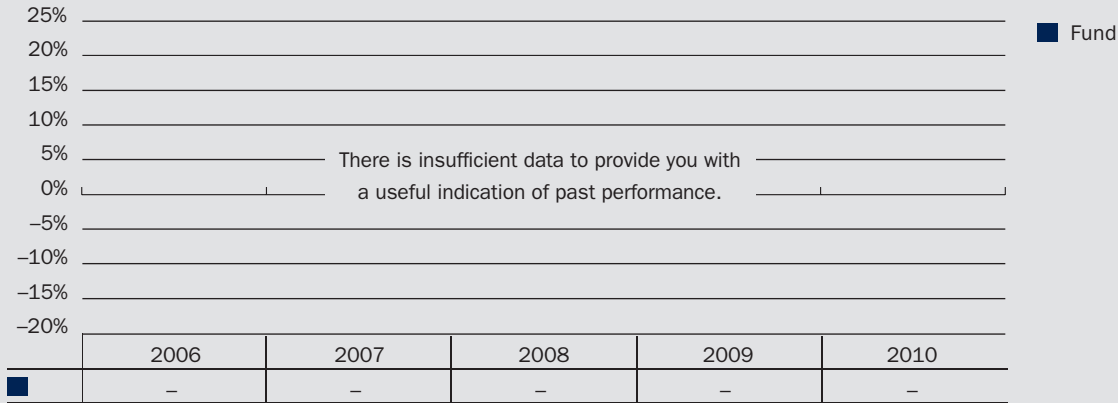 25%
Fund
20%
15%
10%
5%
There is insufficient data to provide you with
0%
a useful indication of past performance.
–5%
–10%
–15%
–20%
2006 2007 2008 2009 2010
– – – – –